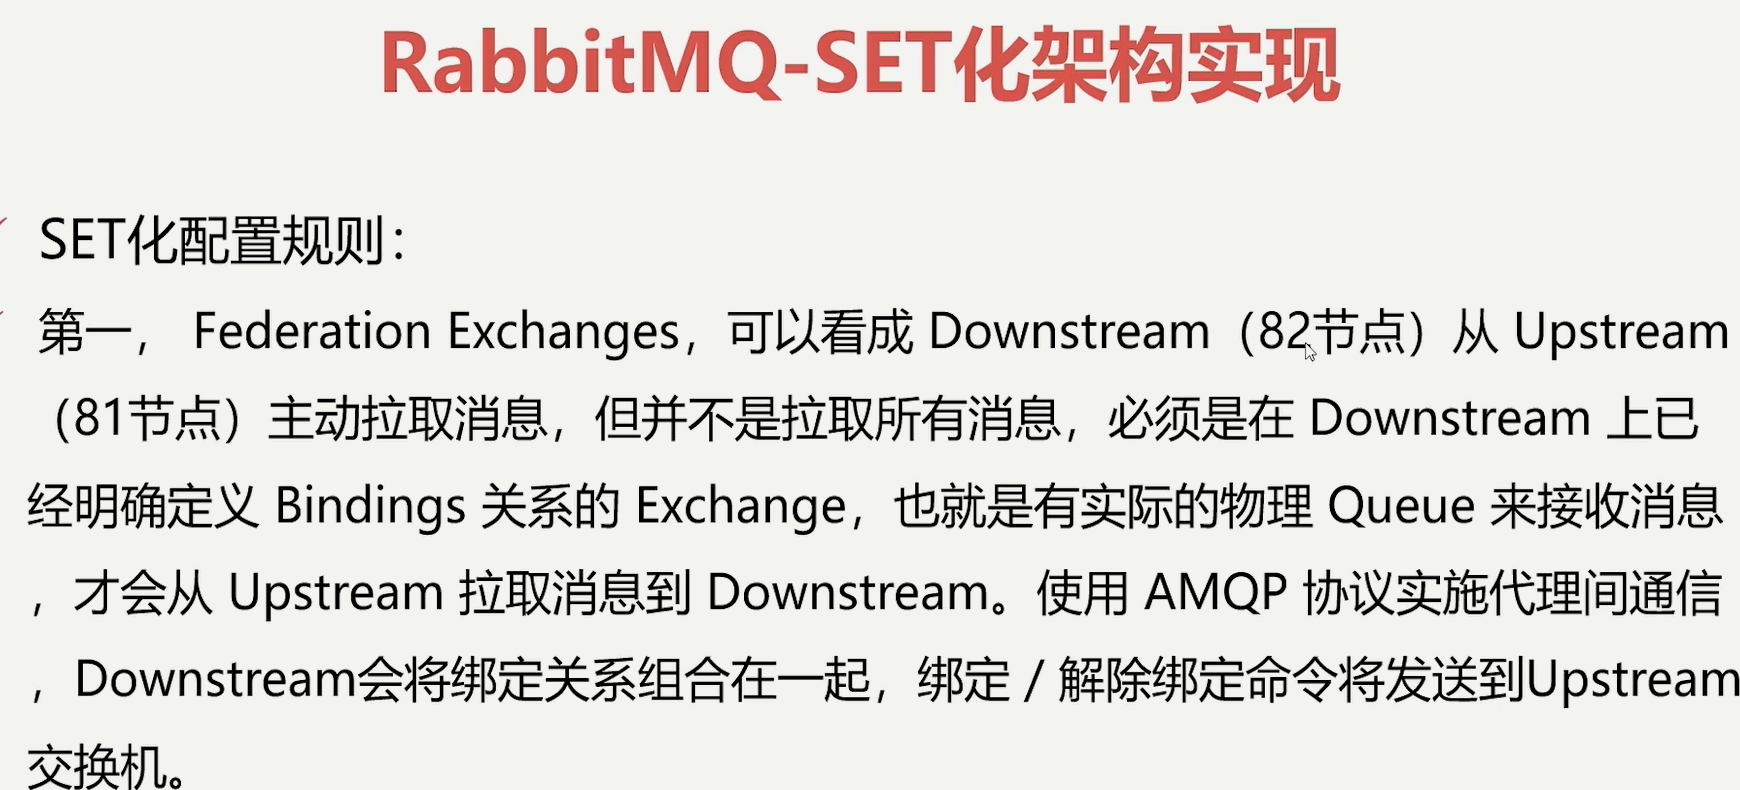 RabbitMQ-SET化架构实现
SET化配置规则：
第一， Federation Exchanges，可以看成 Downstream（82节点）从 Upstream
（81节点）主动拉取消息，但并不是拉取所有消息，必须是在 Downstream 上已
经明确定义 Bindings 关系的 Exchange，也就是有实际的物理 Queue 来接收消息
，才会从 Upstream 拉取消息到 Downstream。使用 AMQP 协议实施代理间通信
，Downstream会将绑定关系组合在一起，绑定 / 解除绑定命令将发送到Upstream
交换机。